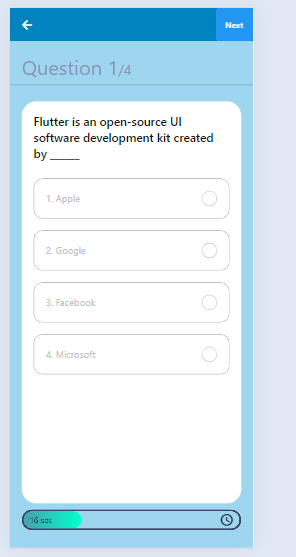 Next
Question 1/4
Flutter is an open-source UI
software development kit created
by ______
1. Apple
2. Google
3. Facebook
4. Microsoft
16 sec